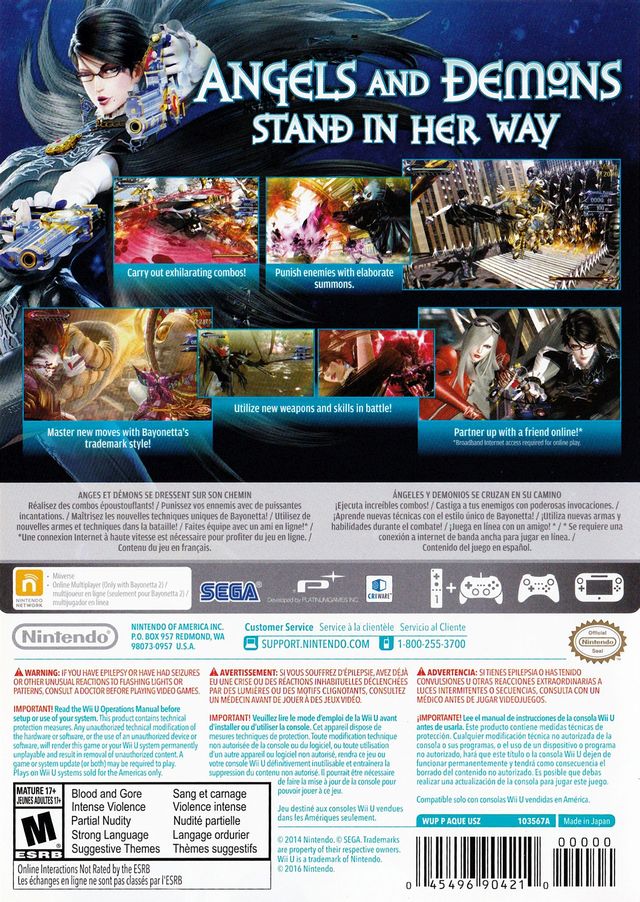 ANGELS AND DEMONS
STAND IN HER WAY
Carry out exhilarating combos!
Punish enemies with elaborate
summons.
Master new moves with Bayonetta's
trademark style!
Utilize new weapons and skills in battle!
Partner up with a friend online!*
*Broadband Internet access required for online play.
ANGES ET DÉMONS SE DRESSENT SUR SON CHEMIN
Réalisez des combos époustouflants! / Punissez vos ennemis avec de puissantes
incantations. / Maîtrisez les nouvelles techniques uniques de Bayonetta! / Utilisez de
nouvelles armes et techniques dans la bataille! / Faites équipe avec un ami en ligne!* /
*Une connexion Internet à haute vitesse est nécessaire pour profiter du jeu en ligne. /
Contenu du jeu en français.
ÁNGELES Y DEMONIOS SE CRUZAN EN SU CAMINO
¡Ejecuta increíbles combos! / Castiga a tus enemigos con poderosas invocaciones. /
¡Aprende nuevas técnicas con el estilo único de Bayonetta! / ¡Utiliza nuevas armas y
habilidades durante el combate! / ¡Juega en línea con un amigo! * / * Se requiere una
conexión a internet de banda ancha para jugar en línea. /
Contenido del juego en español.
n
NINTENDO
NETWORK
• Miiverse
• Online Multiplayer (Only with Bayonetta 2) /
multijoueur en ligne (seulement pour Bayonetta 2) /
multijugador en línea
SEGA
Developed by PLATINUMGAMES INC.
CRIWARE
1
+
Nintendo
NINTENDO OF AMERICA INC.
P.O. BOX 957 REDMOND, WA
98073-0957 U.S.A.
Customer Service Service à la clientèle Servicio al Cliente
SUPPORT.NINTENDO.COM 1-800-255-3700
Official
Nintendo
Seal
WARNING: IF YOU HAVE EPILEPSY OR HAVE HAD SEIZURES
OR OTHER UNUSUAL REACTIONS TO FLASHING LIGHTS OR
PATTERNS, CONSULT A DOCTOR BEFORE PLAYING VIDEO GAMES.
IMPORTANT! Read the Wii U Operations Manual before
setup or use of your system. This product contains technical
protection measures. Any unauthorized technical modification of
the hardware or software, or the use of an unauthorized device or
software, will render this game or your Wii U system permanently
unplayable and result in removal of unauthorized content. A
game or system update (or both) may be required to play.
Plays on Wii U systems sold for the Americas only.
AVERTISSEMENT: SI VOUS SOUFFREZ D'ÉPILEPSIE, AVEZ DÉJÀ
EU UNE CRISE OU DES RÉACTIONS INHABITUELLES DÉCLENCHÉES
PAR DES LUMIÈRES OU DES MOTIFS CLIGNOTANTS, CONSULTEZ
UN MÉDECIN AVANT DE JOUER À DES JEUX VIDÉO.
IMPORTANT! Veuillez lire le mode d'emploi de la Wii U avant
d'installer ou d'utiliser la console. Cet appareil dispose de
mesures techniques de protection. Toute modification technique
non autorisée de la console ou du logiciel, ou toute utilisation
d'un autre appareil ou logiciel non autorisé, rendra ce jeu ou
votre console Wii U définitivement inutilisable et entraînera la
suppression du contenu non autorisé. Il pourrait être nécessaire
de faire la mise à jour de la console pour
pouvoir jouer à ce jeu.
Jeu destiné aux consoles Wii U vendues
dans les Amériques seulement.
ADVERTENCIA: SI TIENES EPILEPSIA O HAS TENIDO
CONVULSIONES U OTRAS REACCIONES EXTRAORDINARIAS A
LUCES INTERMITENTES O SECUENCIAS, CONSULTA CON UN
MÉDICO ANTES DE JUGAR VIDEOJUEGOS.
¡IMPORTANTE! Lee el manual de instrucciones de la consola Wii U
antes de usarla. Este producto contiene medidas técnicas de
protección. Cualquier modificación técnica no autorizada de la
consola o sus programas, o el uso de un dispositivo o programa
no autorizado, hará que este título o la consola Wii U dejen de
funcionar permanentemente y tendrá como consecuencia el
borrado del contenido no autorizado. Es posible que debas
realizar una actualización de la consola para jugar este juego.
Compatible solo con consolas Wii U vendidas en América.
MATURE 17+
JEUNES ADULTES 17+
M
ESRB
Blood and Gore
Intense Violence
Partial Nudity
Strong Language
Suggestive Themes
Sang et carnage
Violence intense
Nudité partielle
Langage ordurier
Thèmes suggestifs
Online Interactions Not Rated by the ESRB
Les échanges en ligne ne sont pas classés par l'ESRB
© 2014 Nintendo. © SEGA. Trademarks
are property of their respective owners.
Wii U is a trademark of Nintendo.
© 2016 Nintendo.
WUP P AQUE USZ 103567A Made in Japan
00000
0 45496 90421 0